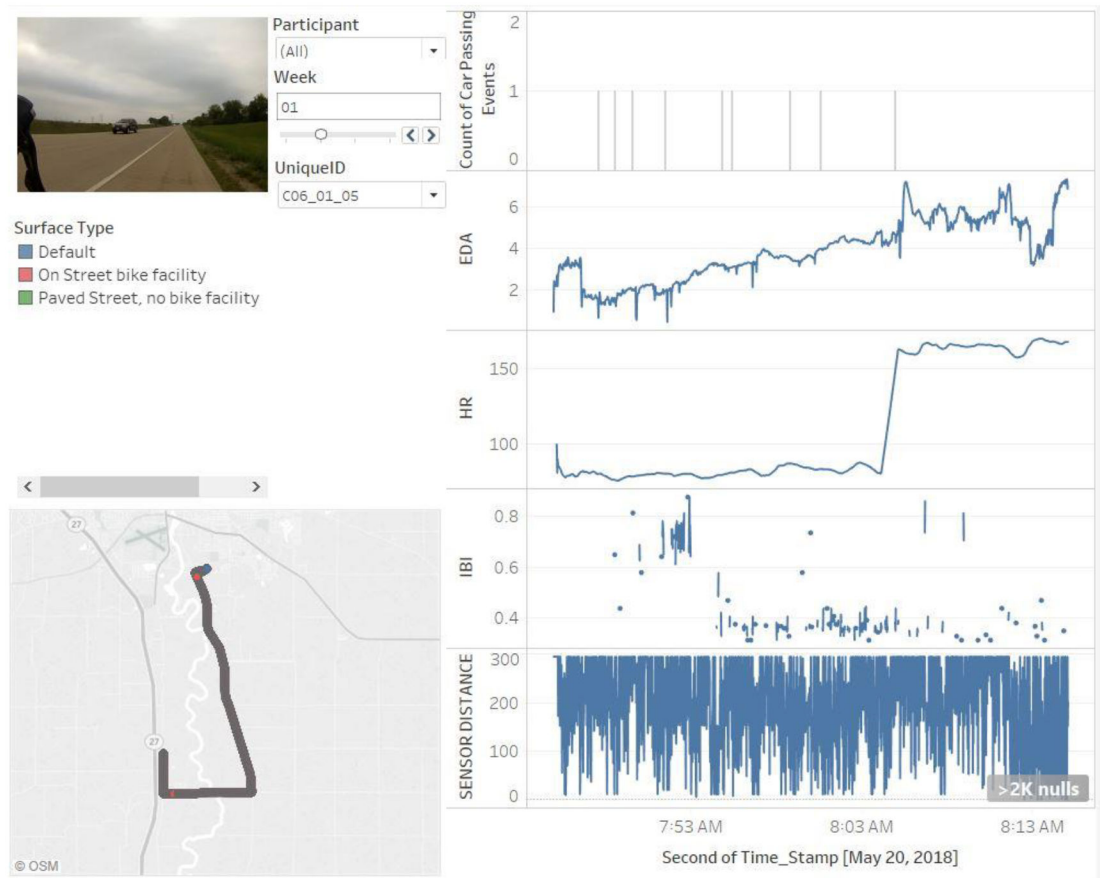 Participant
(All)
Week
01
UniqueID
C06_01_05
Surface Type
Default
On Street bike facility
Paved Street, no bike facility
27
27
© OSM
Count of Car Passing
Events
2
1
0
EDA
6
4
2
HR
150
100
IBI
0.8
0.6
0.4
SENSOR DISTANCE
300
200
100
0
>2K nulls
7:53 AM
8:03 AM
8:13 AM
Second of Time_Stamp [May 20, 2018]